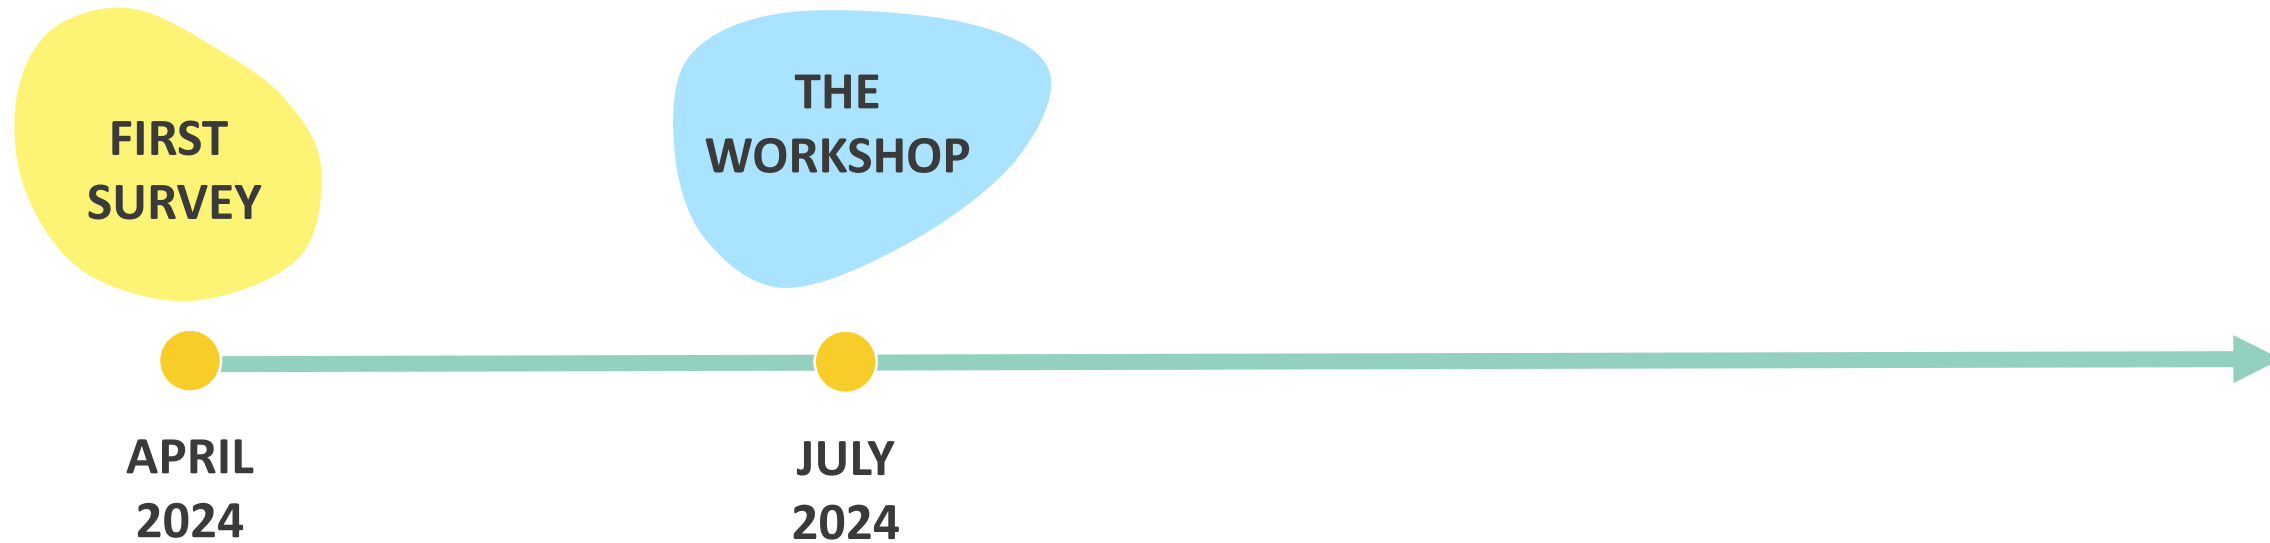 FIRST
SURVEY
THE
WORKSHOP
APRIL
2024
JULY
2024